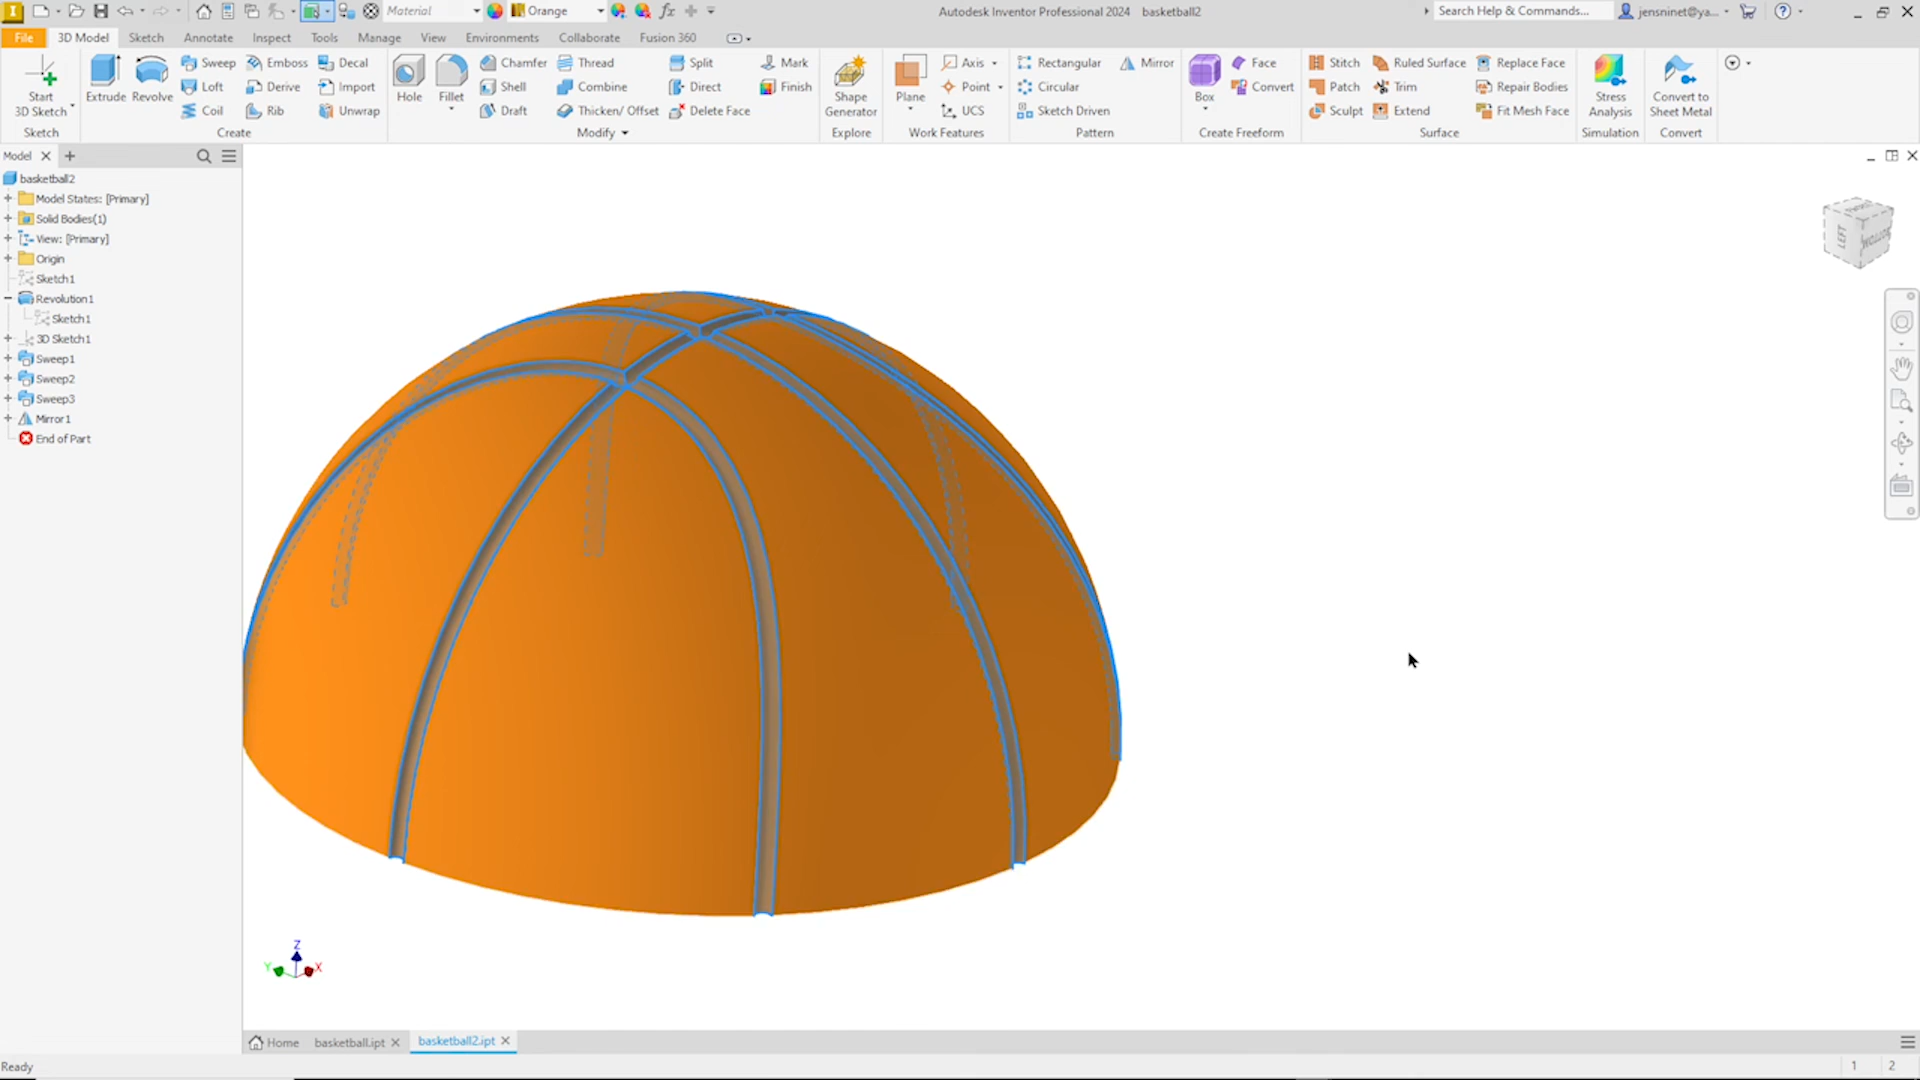 Material
Orange
Autodesk Inventor Professional 2024 basketball2
Search Help & Commands...
jensninet@ya...
File 3D Model Sketch Annotate Inspect Tools Manage View Environments Collaborate Fusion 360
Start
3D Sketch
Sketch
Extrude
Revolve
Sweep
Loft
Coil
Emboss
Derive
Rib
Decal
Import
Unwrap
Create
Hole
Fillet
Chamfer
Shell
Draft
Thread
Combine
Thicken/ Offset
Split
Direct
Delete Face
Mark
Finish
Modify
Shape
Generator
Explore
Plane
Axis
Point
UCS
Work Features
Rectangular
Circular
Sketch Driven
Mirror
Pattern
Box
Face
Convert
Create Freeform
Stitch
Patch
Sculpt
Ruled Surface
Trim
Extend
Replace Face
Repair Bodies
Fit Mesh Face
Surface
Stress
Analysis
Simulation
Convert to
Sheet Metal
Convert
Model
basketball2
Model States: [Primary]
Solid Bodies(1)
View: [Primary]
Origin
Sketch1
Revolution1
Sketch1
3D Sketch1
Sweep1
Sweep2
Sweep3
Mirror1
End of Part
LEFT
BOTTOM
Z
Y
X
Home basketball.ipt basketball2.ipt
Ready
1 2